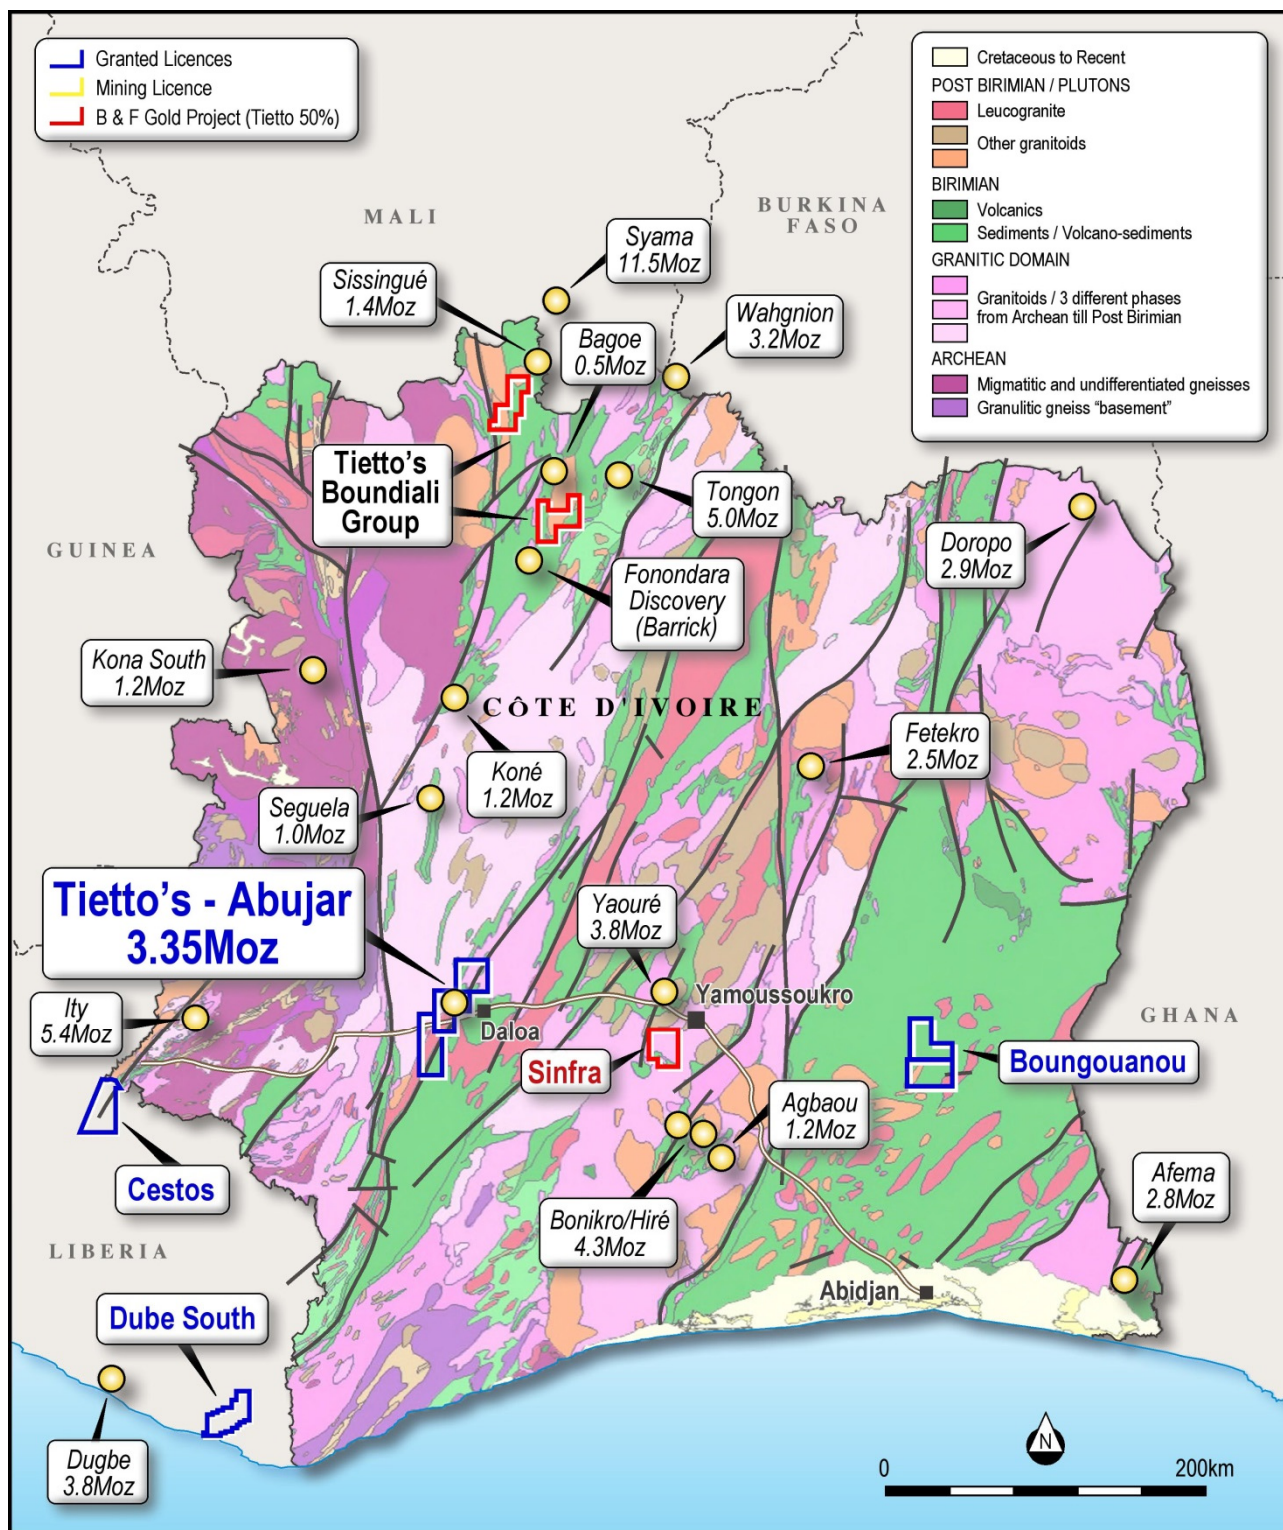 Granted Licences
Mining Licence
B & F Gold Project (Tietto 50%)
Cretaceous to Recent
POST BIRIMIAN / PLUTONS
Leucogranite
Other granitoids
BIRIMIAN
Volcanics
Sediments / Volcano-sediments
GRANITIC DOMAIN
Granitoids / 3 different phases
from Archean till Post Birimian
ARCHEAN
Migmatitic and undifferentiated gneisses
Granulitic gneiss “basement”
MALI
BURKINA
FASO
Syama
11.5Moz
Sissingué
1.4Moz
Bagoe
0.5Moz
Wahgnion
3.2Moz
Tietto’s
Boundiali
Group
Tongon
5.0Moz
Doropo
2.9Moz
GUINEA
Fonondara
Discovery
(Barrick)
Kona South
1.2Moz
CÔTE D'IVOIRE
Koné
1.2Moz
Fetekro
2.5Moz
Seguela
1.0Moz
Tietto’s - Abujar
3.35Moz
Yaouré
3.8Moz
Yamoussoukro
Ity
5.4Moz
Daloa
GHANA
Sinfra
Boungouanou
Agbaou
1.2Moz
Cestos
Bonikro/Hiré
4.3Moz
Afema
2.8Moz
LIBERIA
Abidjan
Dube South
Dugbe
3.8Moz
N
0
200km